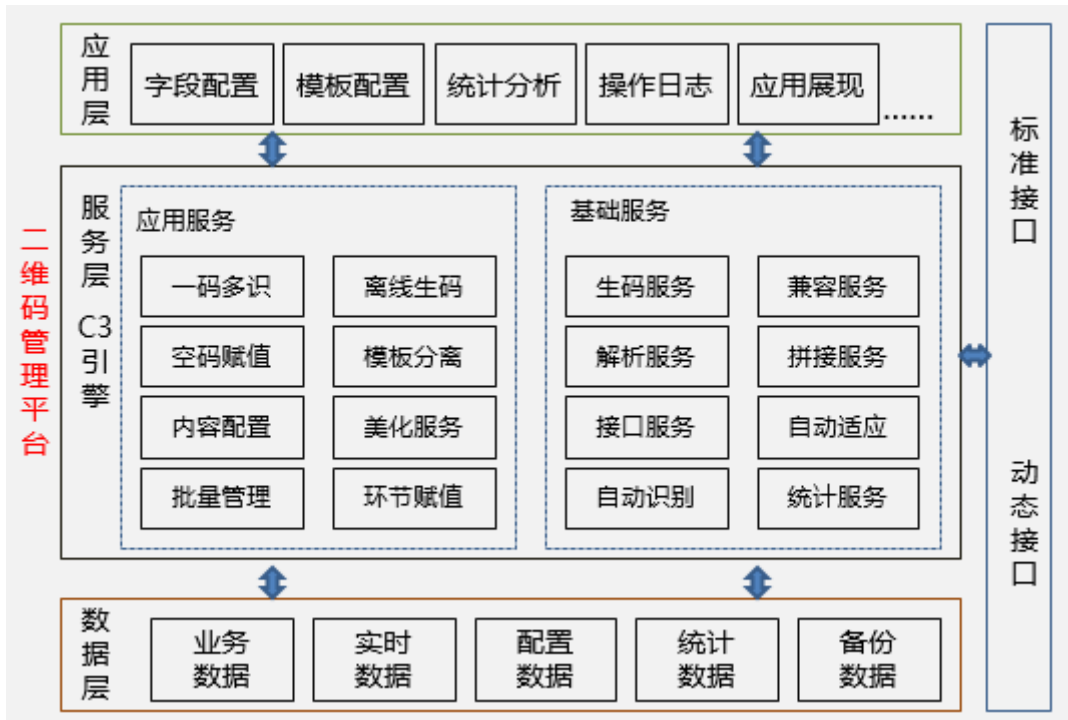 二维码管理平台
应用层
字段配置
模板配置
统计分析
操作日志
应用展现
......
服务层 C3引擎
应用服务
一码多识
离线生码
空码赋值
模板分离
内容配置
美化服务
批量管理
环节赋值
基础服务
生码服务
兼容服务
解析服务
拼接服务
接口服务
自动适应
自动识别
统计服务
数据层
业务
数据
实时
数据
配置
数据
统计
数据
备份
数据
标准接口
动态接口